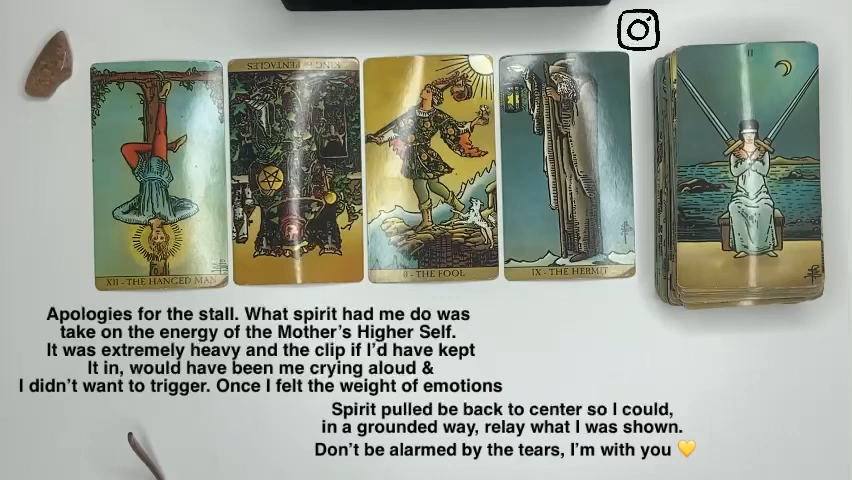 KING of PENTACLES
II
XII - THE HANGED MAN
0 - THE FOOL
IX - THE HERMIT
Apologies for the stall. What spirit had me do was
take on the energy of the Mother's Higher Self.
It was extremely heavy and the clip if I'd have kept
It in, would have been me crying aloud &
I didn't want to trigger. Once I felt the weight of emotions
Spirit pulled be back to center so I could,
in a grounded way, relay what I was shown.
Don't be alarmed by the tears, I'm with you 💛